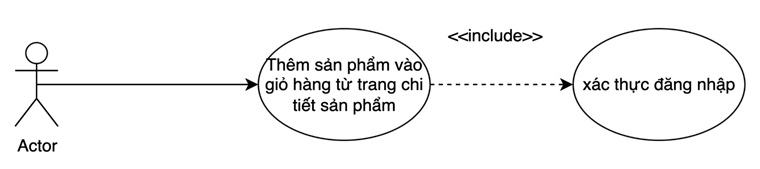 <<include>>
Thêm sản phẩm vào
giỏ hàng từ trang chi
tiết sản phẩm
xác thực đăng nhập
Actor